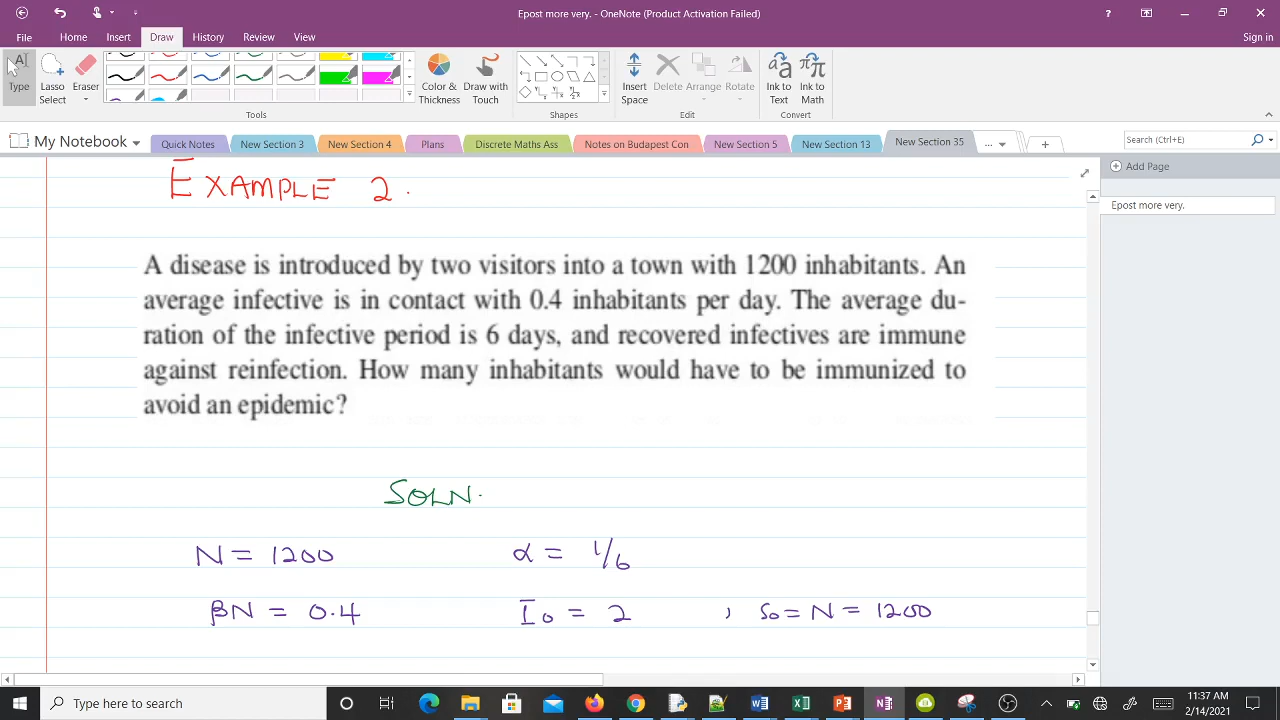 Epost more very. - OneNote (Product Activation Failed)
?
File Home Insert Draw History Review View Sign in
Type
Lasso Select
Eraser
Color & Thickness
Draw with Touch
Insert Space
Delete
Arrange
Rotate
Ink to Text
Ink to Math
Tools Shapes Edit Convert
My Notebook Quick Notes New Section 3 New Section 4 Plans Discrete Maths Ass Notes on Budapest Con New Section 5 New Section 13 New Section 35 ... Search (Ctrl+E)
Add Page
Epost more very.
EXAMPLE 2.
A disease is introduced by two visitors into a town with 1200 inhabitants. An
average infective is in contact with 0.4 inhabitants per day. The average du-
ration of the infective period is 6 days, and recovered infectives are immune
against reinfection. How many inhabitants would have to be immunized to
avoid an epidemic?
SOLN.
N = 1200 α = 1/6
βN = 0.4 I₀ = 2 , S₀ = N = 1200
Type here to search
11:37 AM
2/14/2021